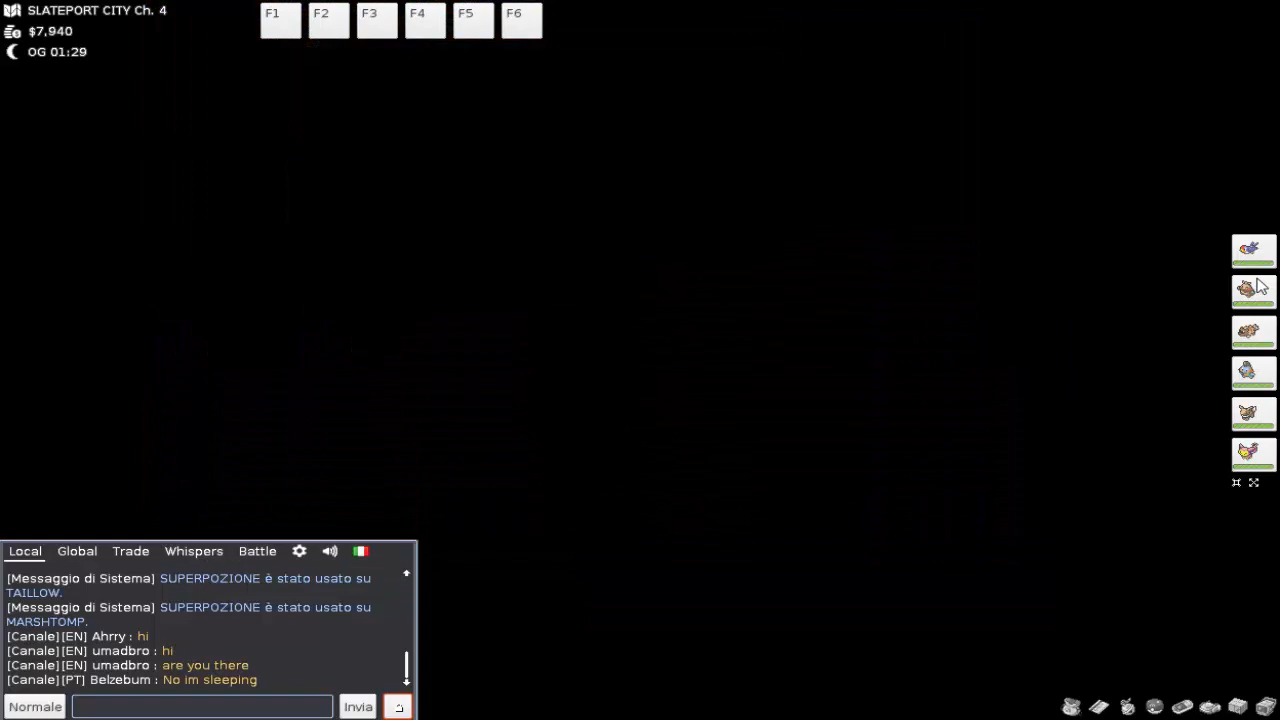 SLATEPORT CITY Ch. 4
$7,940
OG 01:29
F1 F2 F3 F4 F5 F6
Local Global Trade Whispers Battle
[Messaggio di Sistema] SUPERPOZIONE è stato usato su
TAILLOW.
[Messaggio di Sistema] SUPERPOZIONE è stato usato su
MARSHTOMP.
[Canale][EN] Ahrry : hi
[Canale][EN] umadbro : hi
[Canale][EN] umadbro : are you there
[Canale][PT] Belzebum : No im sleeping
Normale Invia